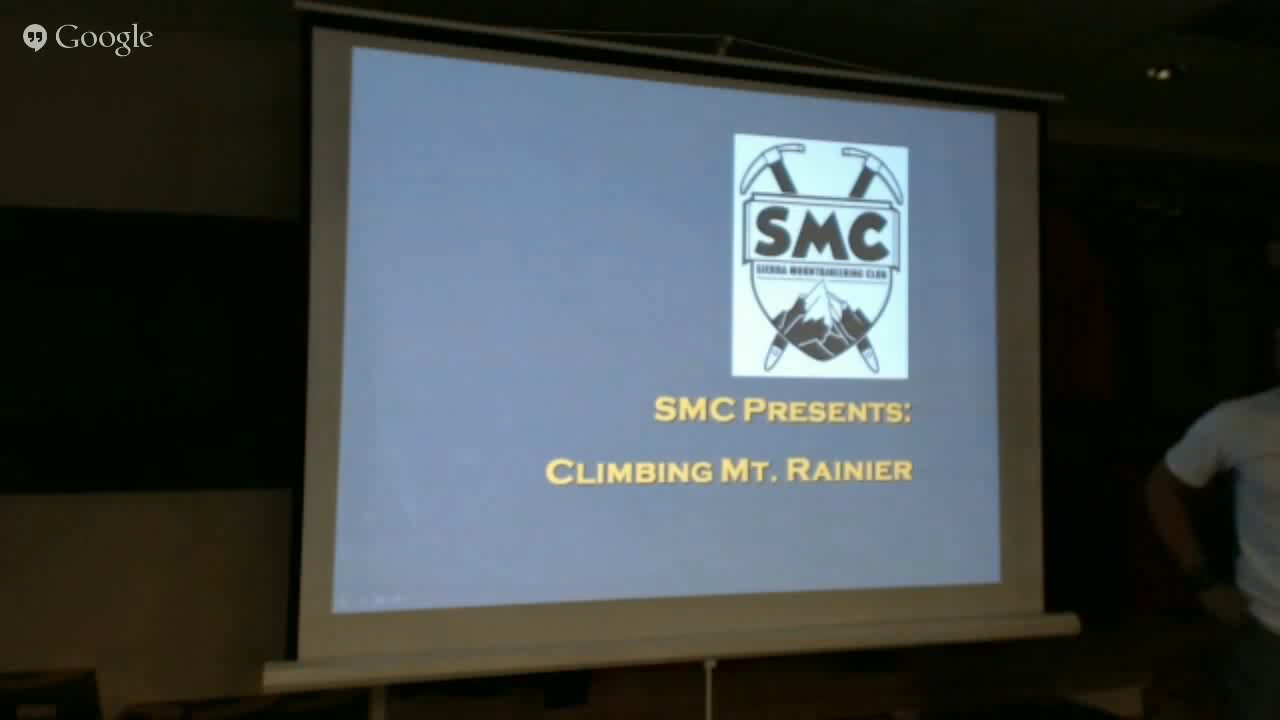 Google
SMC
SIERRA MOUNTAINEERING CLUB
SMC PRESENTS:
CLIMBING MT. RAINIER